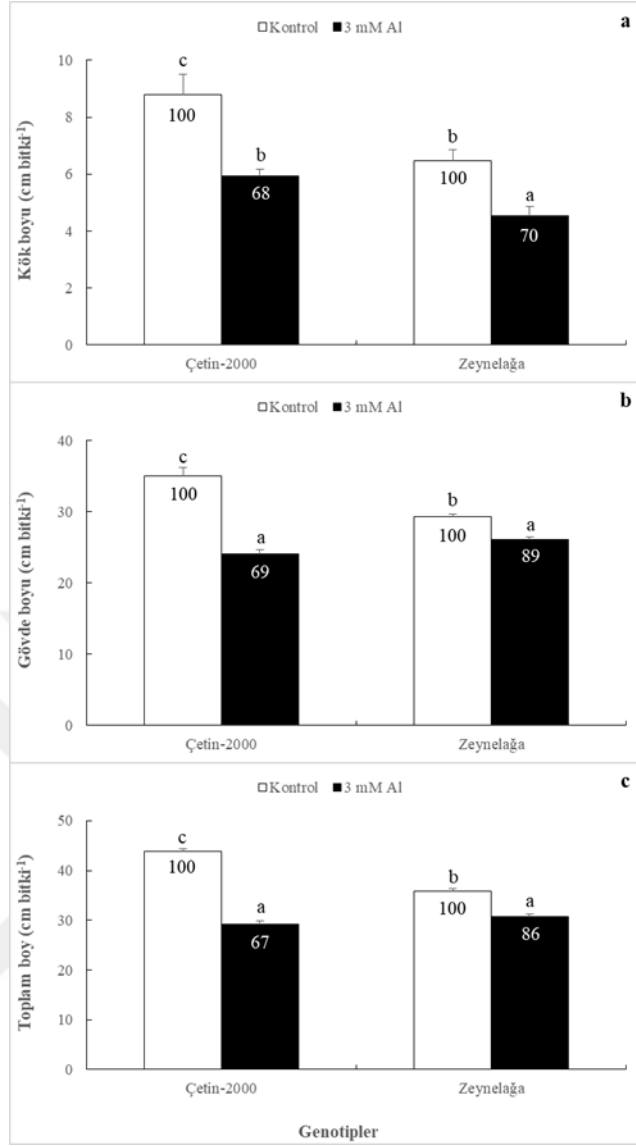 □Kontrol ■3 mM Al
a
Kök boyu (cm bitki-1)
10
8
6
4
2
0
c
100
b
68
b
100
a
70
Çetin-2000
Zeynelağa
□Kontrol ■3 mM Al
b
Gövde boyu (cm bitki-1)
40
30
20
10
0
c
100
a
69
b
100
a
89
Çetin-2000
Zeynelağa
□Kontrol ■3 mM Al
c
Toplam boy (cm bitki-1)
50
40
30
20
10
0
c
100
a
67
b
100
a
86
Çetin-2000
Zeynelağa
Genotipler